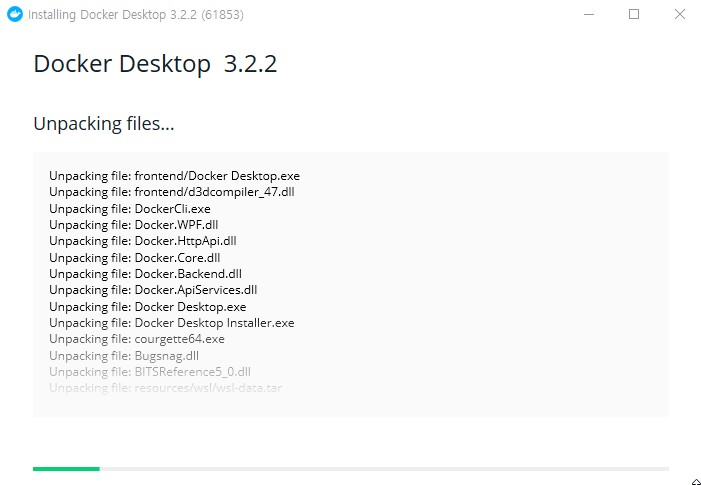 Installing Docker Desktop 3.2.2 (61853)
Docker Desktop 3.2.2
Unpacking files...
Unpacking file: frontend/Docker Desktop.exe
Unpacking file: frontend/d3dcompiler_47.dll
Unpacking file: DockerCli.exe
Unpacking file: Docker.WPF.dll
Unpacking file: Docker.HttpApi.dll
Unpacking file: Docker.Core.dll
Unpacking file: Docker.Backend.dll
Unpacking file: Docker.ApiServices.dll
Unpacking file: Docker Desktop.exe
Unpacking file: Docker Desktop Installer.exe
Unpacking file: courgette64.exe
Unpacking file: Bugsnag.dll
Unpacking file: BITSReference5_0.dll
Unpacking file: resources/wsl/wsl-data.tar